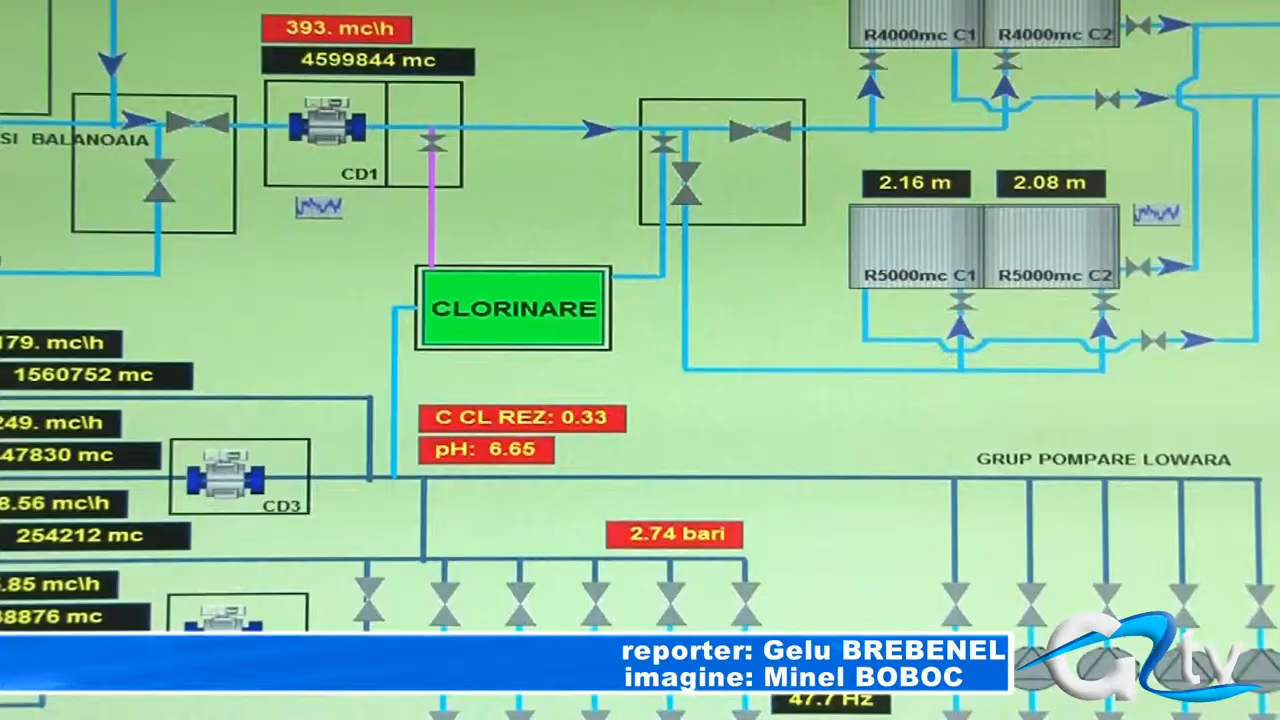 393. mc\h
4599844 mc
R4000mc C1
R4000mc C2
SI BALANOAIA
CD1
2.16 m
2.08 m
R5000mc C1
R5000mc C2
CLORINARE
179. mc\h
1560752 mc
249. mc\h
47830 mc
C CL REZ: 0.33
pH: 6.65
GRUP POMPARE LOWARA
CD3
8.56 mc\h
254212 mc
2.74 bari
.85 mc\h
8876 mc
reporter: Gelu BREBENEL
imagine: Minel BOBOC
G tv
47.7 Hz